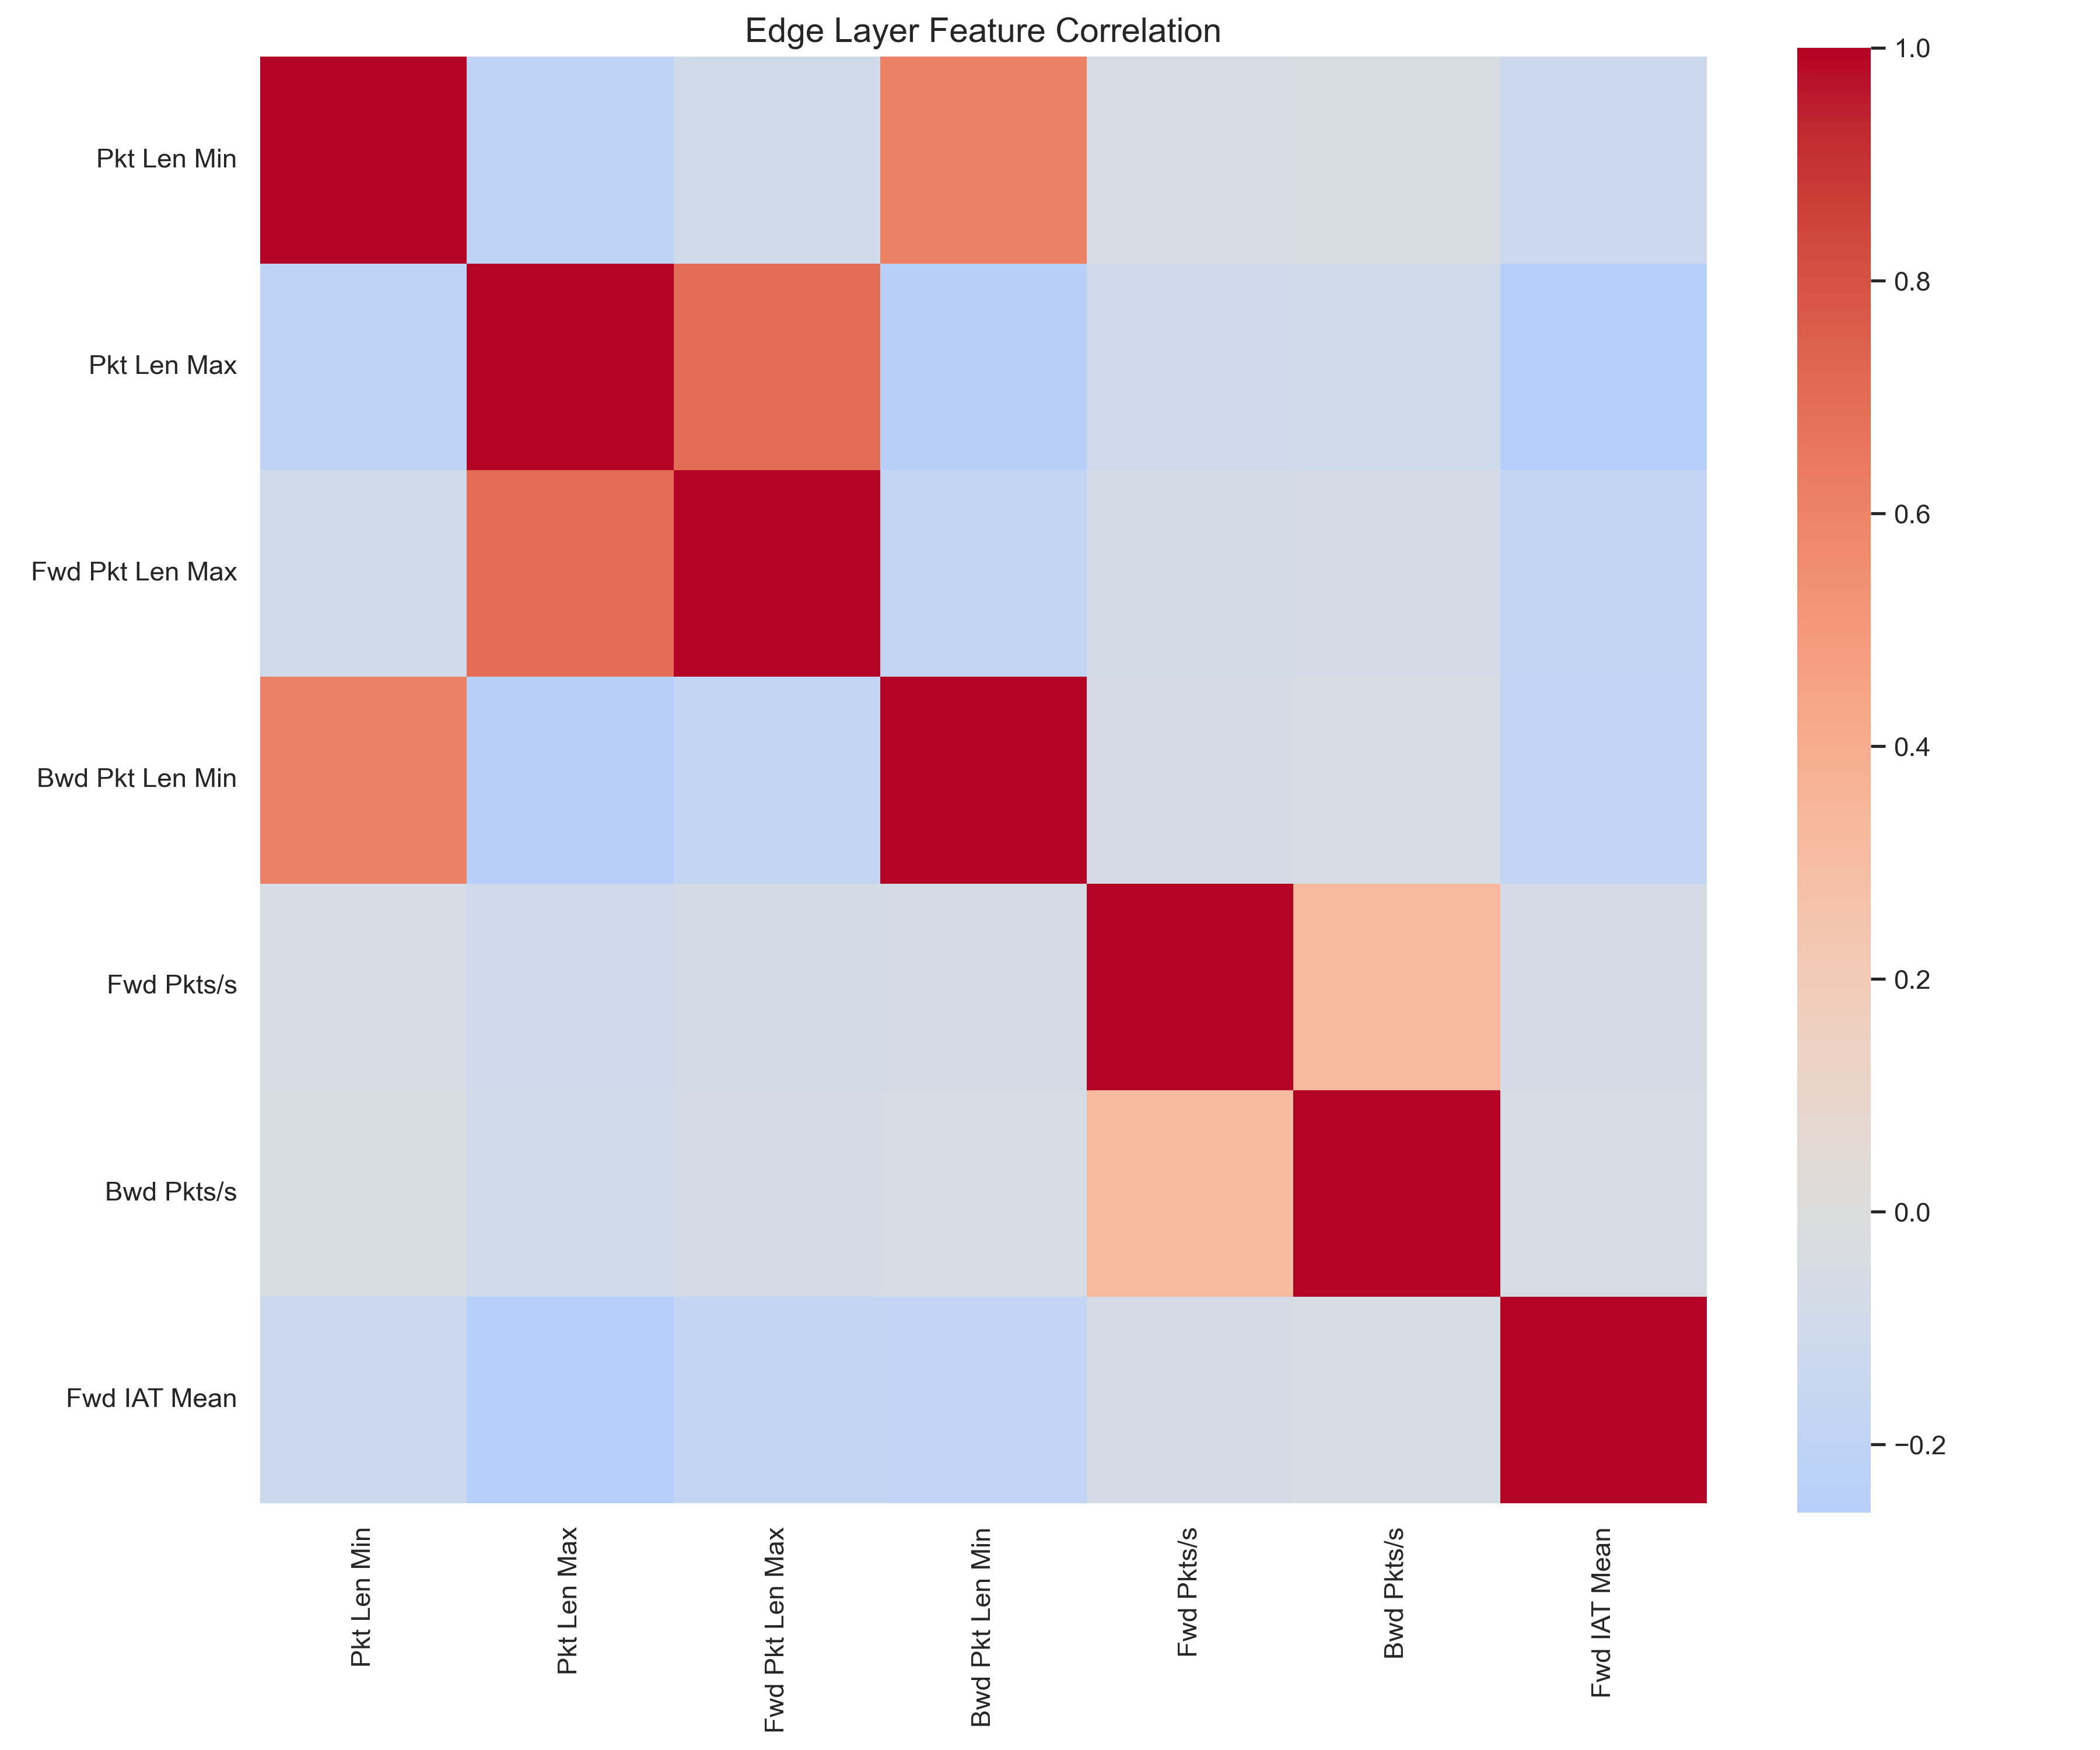 Edge Layer Feature Correlation
Pkt Len Min
Pkt Len Max
Fwd Pkt Len Max
Bwd Pkt Len Min
Fwd Pkts/s
Bwd Pkts/s
Fwd IAT Mean
Pkt Len Min
Pkt Len Max
Fwd Pkt Len Max
Bwd Pkt Len Min
Fwd Pkts/s
Bwd Pkts/s
Fwd IAT Mean
1.0
0.8
0.6
0.4
0.2
0.0
−0.2